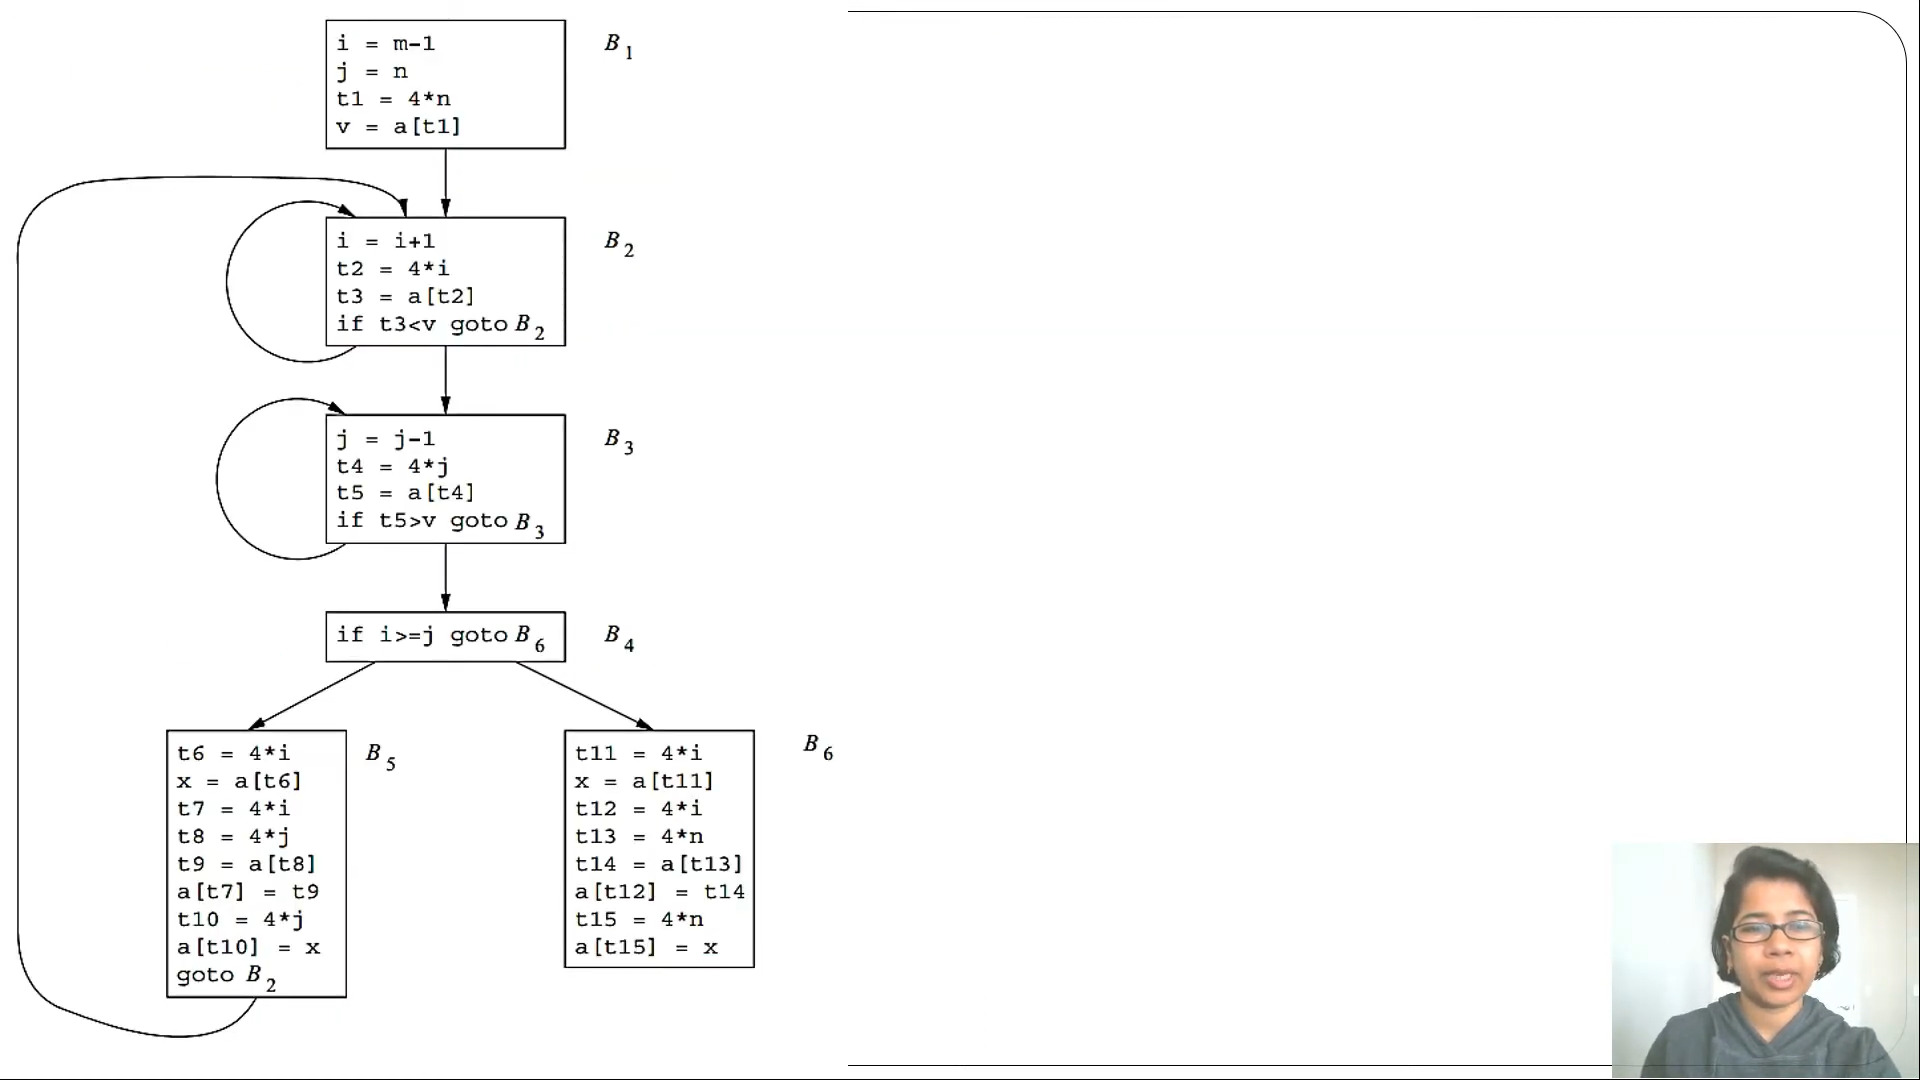 i = m-1
j = n
t1 = 4*n
v = a[t1]
B1
i = i+1
t2 = 4*i
t3 = a[t2]
if t3<v goto B2
B2
j = j-1
t4 = 4*j
t5 = a[t4]
if t5>v goto B3
B3
if i>=j goto B6
B4
t6 = 4*i
x = a[t6]
t7 = 4*i
t8 = 4*j
t9 = a[t8]
a[t7] = t9
t10 = 4*j
a[t10] = x
goto B2
B5
t11 = 4*i
x = a[t11]
t12 = 4*i
t13 = 4*n
t14 = a[t13]
a[t12] = t14
t15 = 4*n
a[t15] = x
B6